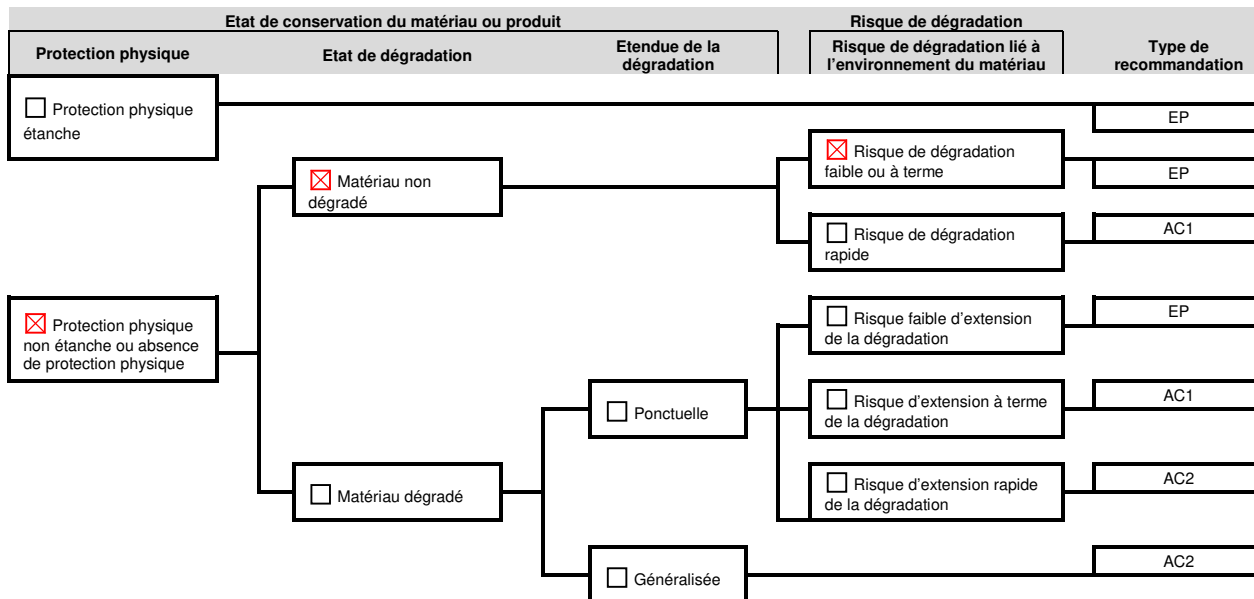 Etat de conservation du matériau ou produit
Risque de dégradation
Protection physique
Etat de dégradation
Etendue de la
dégradation
Risque de dégradation lié à
l'environnement du matériau
Type de
recommandation
Protection physique
étanche
EP
Matériau non
dégradé
Risque de dégradation
faible ou à terme
EP
Risque de dégradation
rapide
AC1
Protection physique
non étanche ou absence
de protection physique
Risque faible d'extension
de la dégradation
EP
Ponctuelle
Risque d'extension à terme
de la dégradation
AC1
Matériau dégradé
Risque d'extension rapide
de la dégradation
AC2
Généralisée
AC2